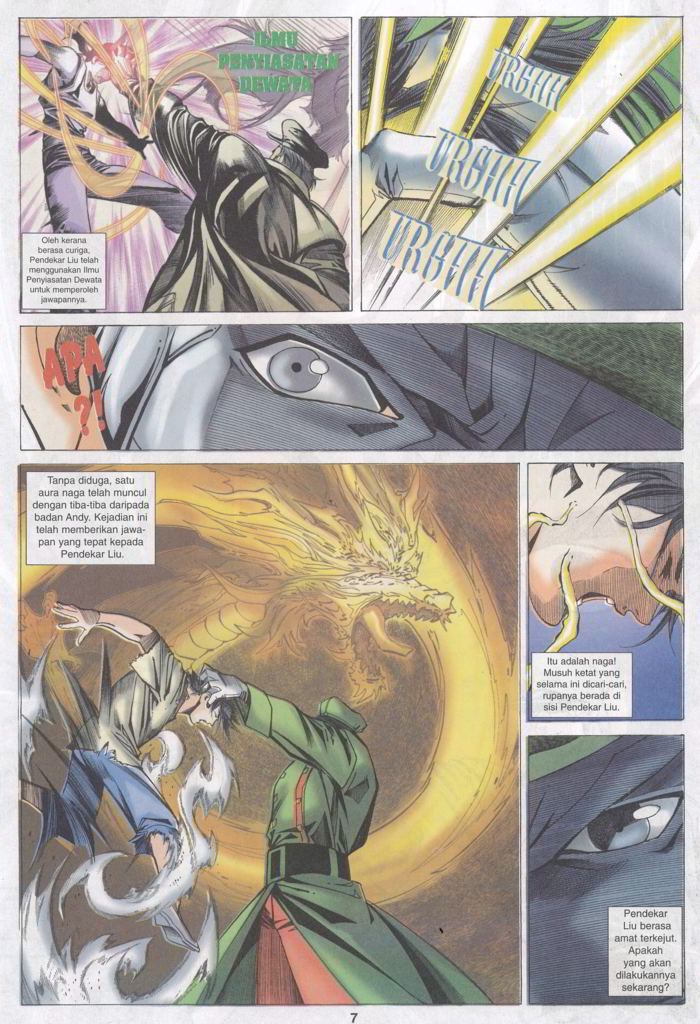 ILMU
PENYIASATAN
DEWATA
Oleh kerana
berasa curiga,
Pendekar Liu telah
menggunakan Ilmu
Penyiasatan Dewata
untuk memperoleh
jawapannya.
URGHH
URGHH
URGHH
APA
?!
Tanpa diduga, satu
aura naga telah muncul
dengan tiba-tiba daripada
badan Andy. Kejadian ini
telah memberikan jawa-
pan yang tepat kepada
Pendekar Liu.
Itu adalah naga!
Musuh ketat yang
selama ini dicari-cari,
rupanya berada di
sisi Pendekar Liu.
Pendekar
Liu berasa
amat terkejut.
Apakah
yang akan
dilakukannya
sekarang?
7